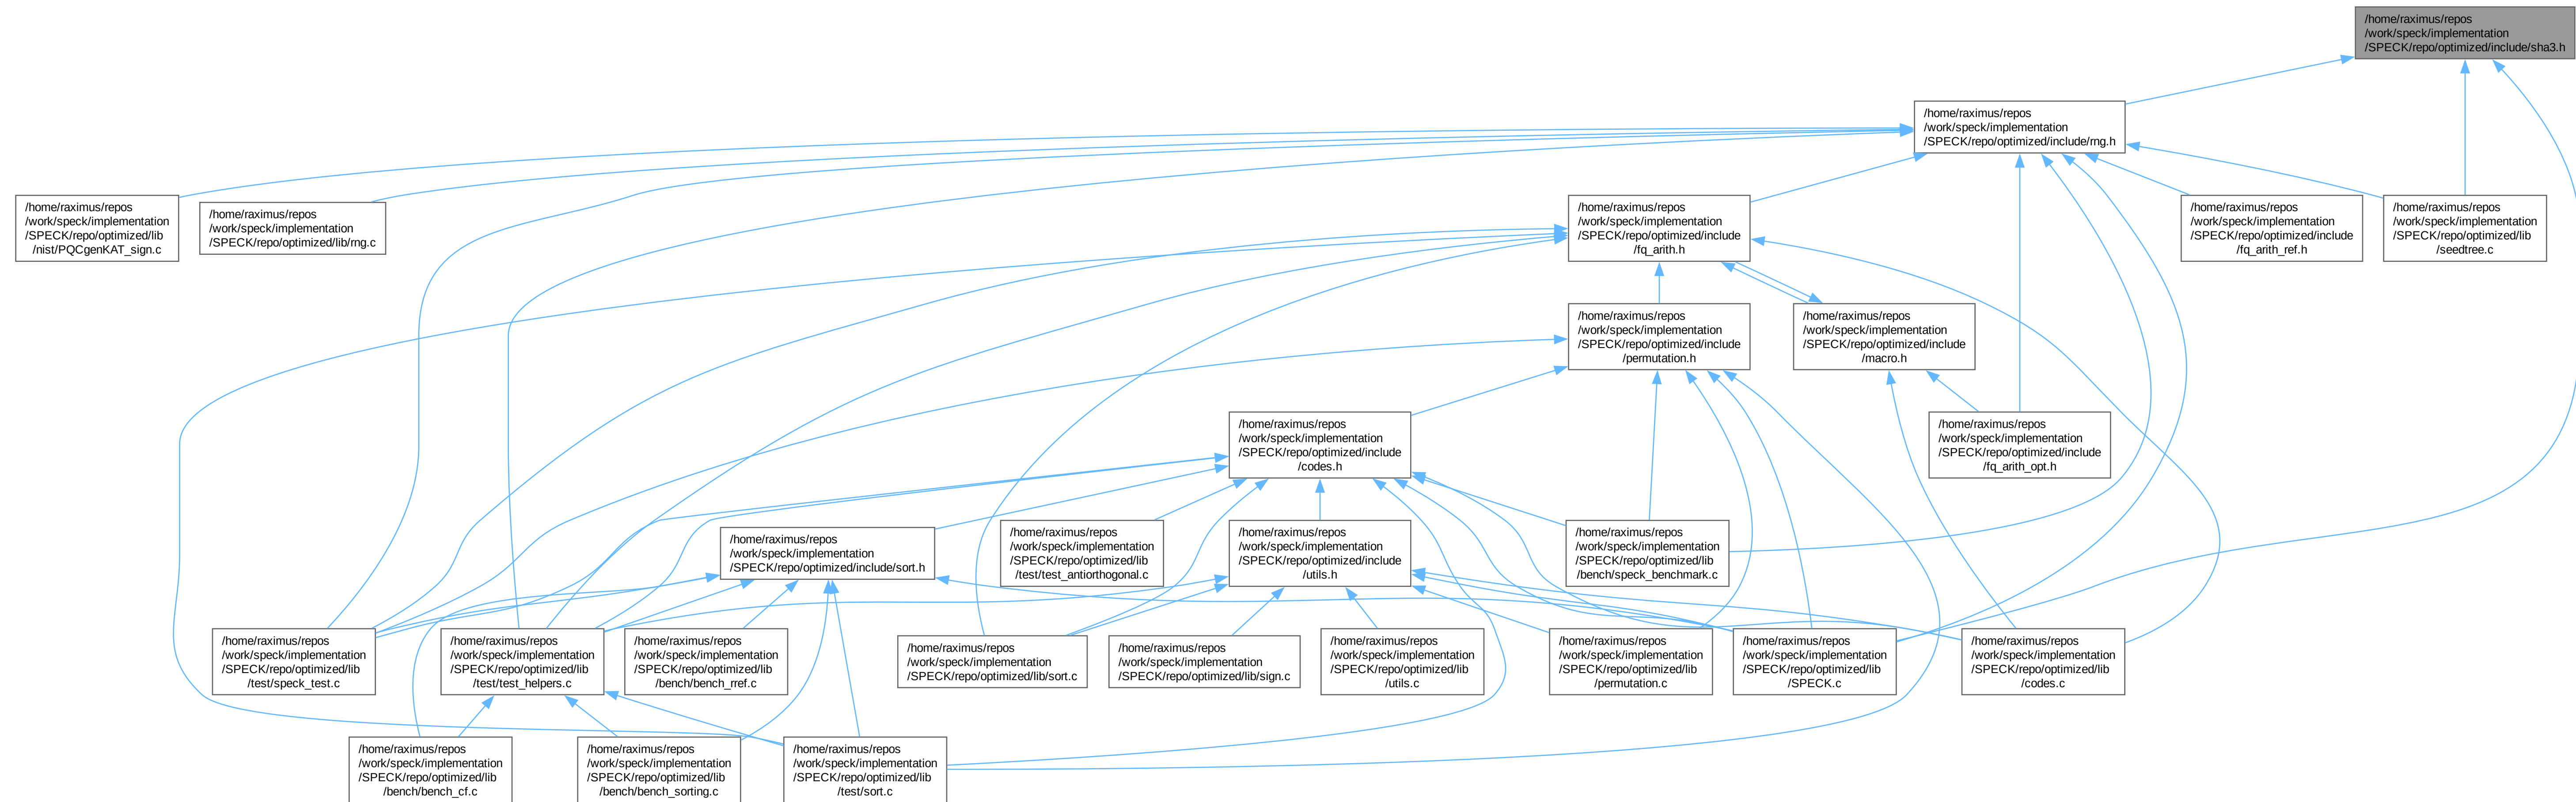 /home/raximus/repos
/work/speck/implementation
/SPECK/repo/optimized/include/sha3.h
/home/raximus/repos
/work/speck/implementation
/SPECK/repo/optimized/include/rng.h
/home/raximus/repos
/work/speck/implementation
/SPECK/repo/optimized/lib
/nist/PQCgenKAT_sign.c
/home/raximus/repos
/work/speck/implementation
/SPECK/repo/optimized/lib/rng.c
/home/raximus/repos
/work/speck/implementation
/SPECK/repo/optimized/include
/fq_arith.h
/home/raximus/repos
/work/speck/implementation
/SPECK/repo/optimized/include
/fq_arith_ref.h
/home/raximus/repos
/work/speck/implementation
/SPECK/repo/optimized/lib
/seedtree.c
/home/raximus/repos
/work/speck/implementation
/SPECK/repo/optimized/include
/permutation.h
/home/raximus/repos
/work/speck/implementation
/SPECK/repo/optimized/include
/macro.h
/home/raximus/repos
/work/speck/implementation
/SPECK/repo/optimized/include
/codes.h
/home/raximus/repos
/work/speck/implementation
/SPECK/repo/optimized/include
/fq_arith_opt.h
/home/raximus/repos
/work/speck/implementation
/SPECK/repo/optimized/include/sort.h
/home/raximus/repos
/work/speck/implementation
/SPECK/repo/optimized/lib
/test/test_antiorthogonal.c
/home/raximus/repos
/work/speck/implementation
/SPECK/repo/optimized/include
/utils.h
/home/raximus/repos
/work/speck/implementation
/SPECK/repo/optimized/lib
/bench/speck_benchmark.c
/home/raximus/repos
/work/speck/implementation
/SPECK/repo/optimized/lib
/test/speck_test.c
/home/raximus/repos
/work/speck/implementation
/SPECK/repo/optimized/lib
/test/test_helpers.c
/home/raximus/repos
/work/speck/implementation
/SPECK/repo/optimized/lib
/bench/bench_rref.c
/home/raximus/repos
/work/speck/implementation
/SPECK/repo/optimized/lib/sort.c
/home/raximus/repos
/work/speck/implementation
/SPECK/repo/optimized/lib/sign.c
/home/raximus/repos
/work/speck/implementation
/SPECK/repo/optimized/lib
/utils.c
/home/raximus/repos
/work/speck/implementation
/SPECK/repo/optimized/lib
/permutation.c
/home/raximus/repos
/work/speck/implementation
/SPECK/repo/optimized/lib
/SPECK.c
/home/raximus/repos
/work/speck/implementation
/SPECK/repo/optimized/lib
/codes.c
/home/raximus/repos
/work/speck/implementation
/SPECK/repo/optimized/lib
/bench/bench_cf.c
/home/raximus/repos
/work/speck/implementation
/SPECK/repo/optimized/lib
/bench/bench_sorting.c
/home/raximus/repos
/work/speck/implementation
/SPECK/repo/optimized/lib
/test/sort.c